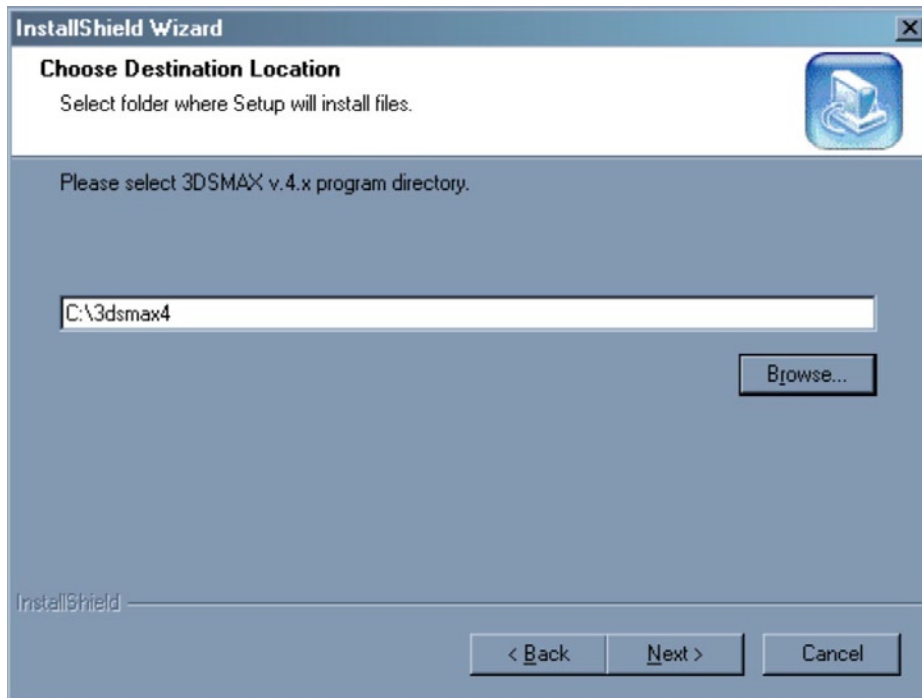 InstallShield Wizard
Choose Destination Location
Select folder where Setup will install files.
Please select 3DSMAX v.4.x program directory.
C:\3dsmax4
Browse...
InstallShield
< Back Next > Cancel